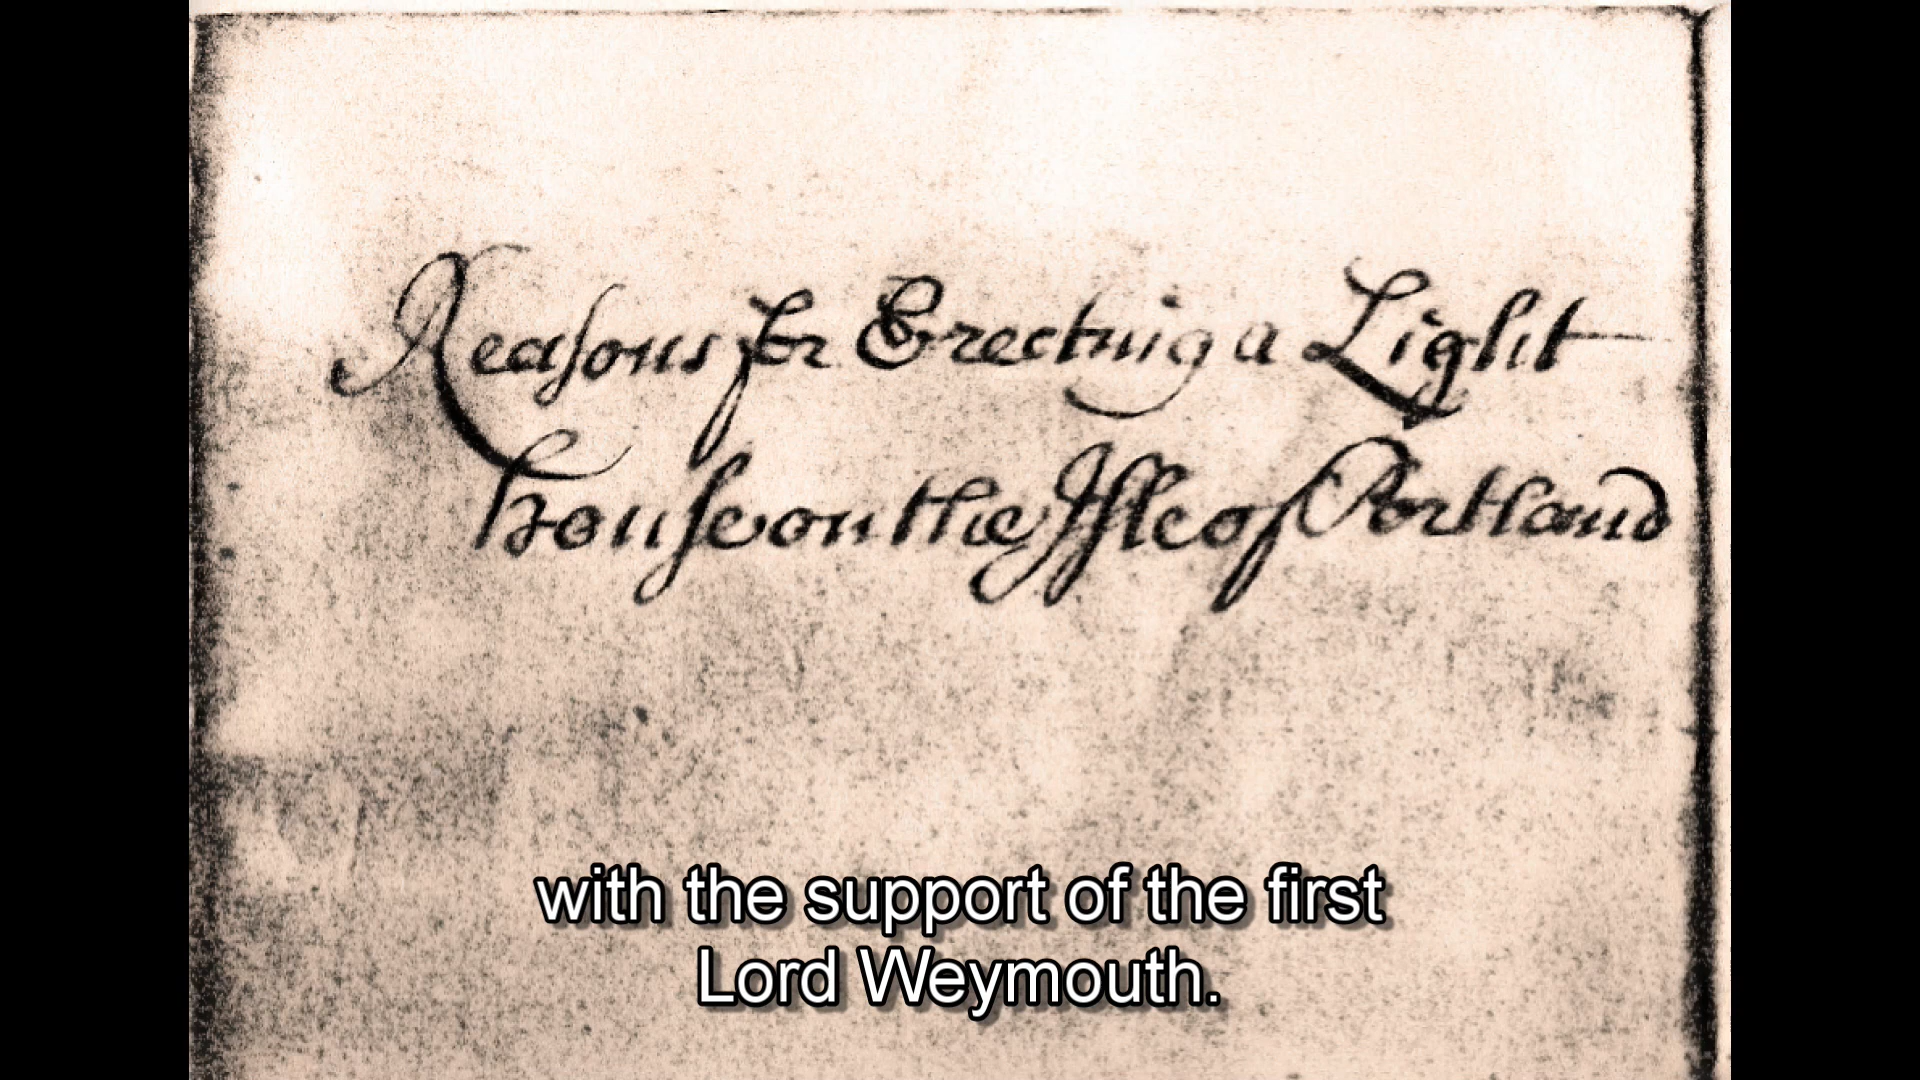 Reaſons for Erecting a Light
houſe on the Iſle of Portland
with the support of the first
Lord Weymouth.